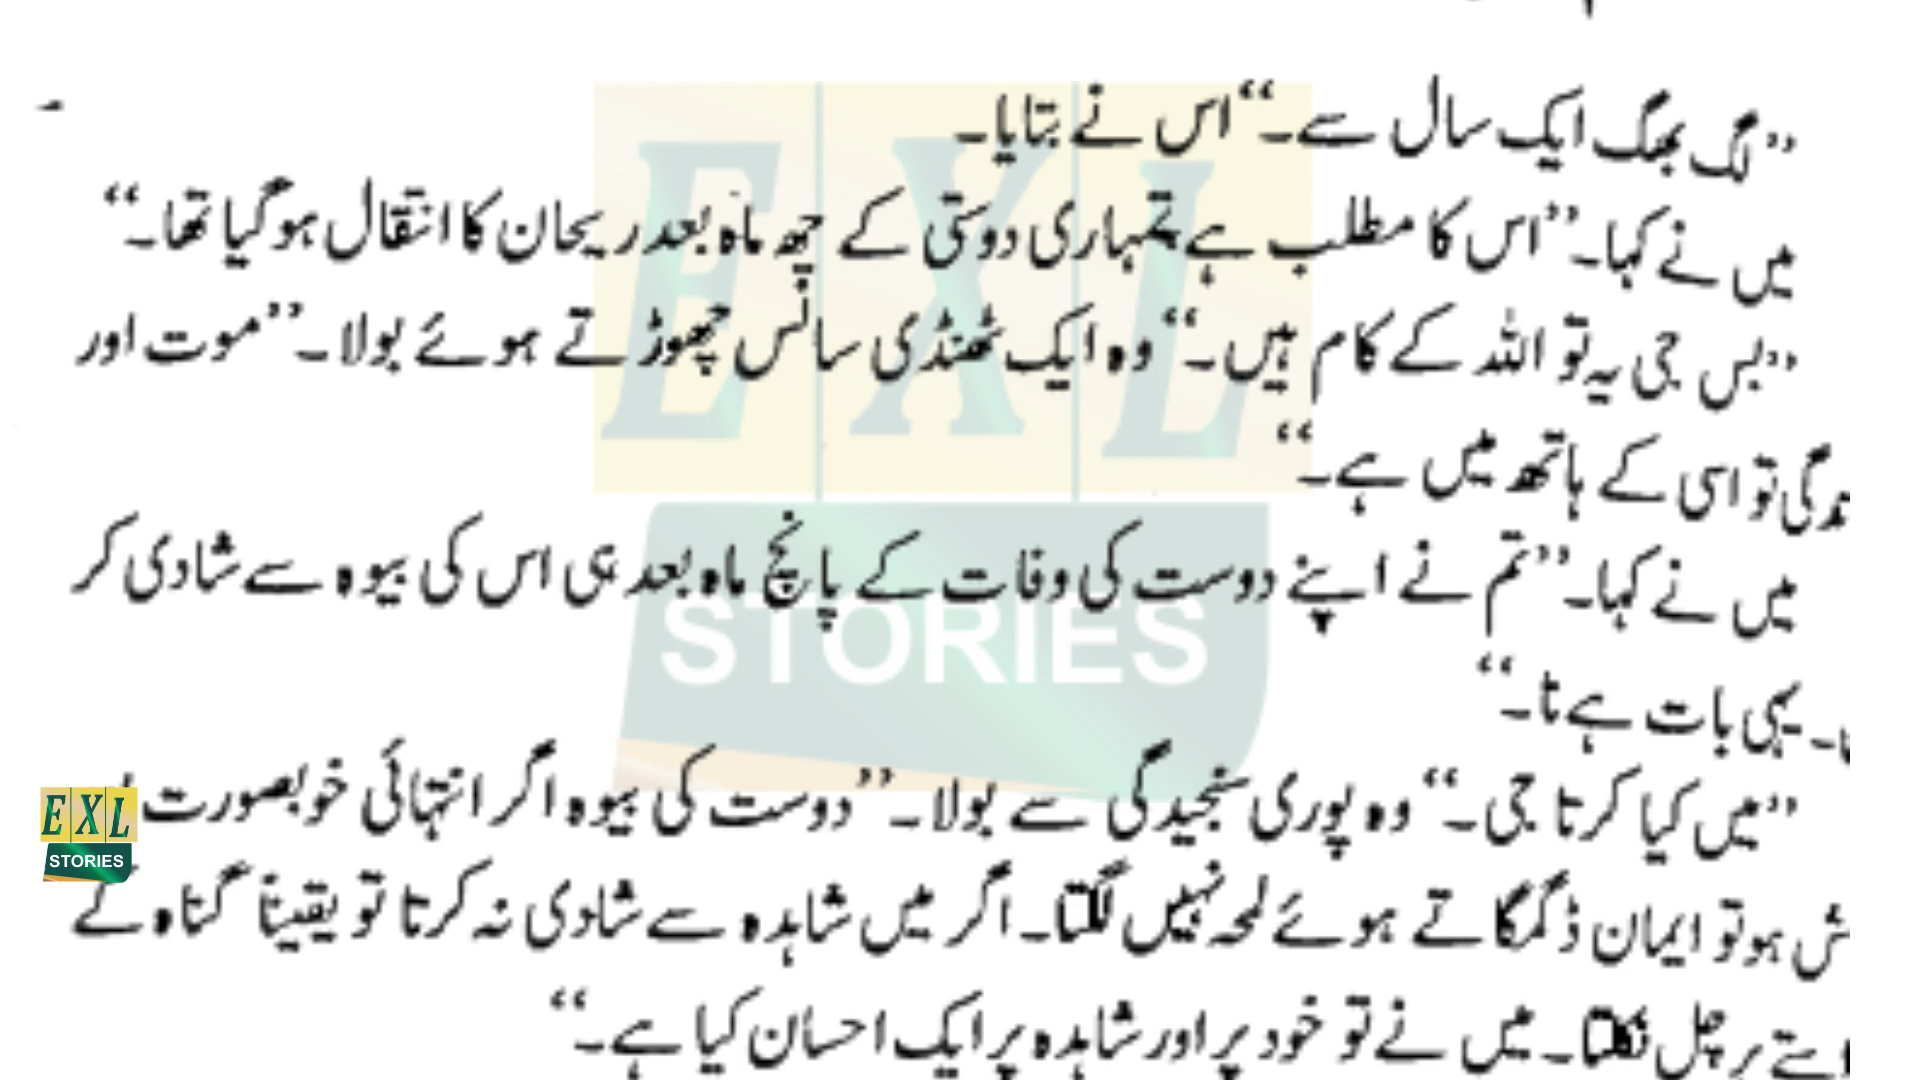 ’’لگ بھگ ایک سال سے۔‘‘ اس نے بتایا۔
میں نے کہا۔ ’’اس کا مطلب ہے تمہاری دوستی کے چھ ماہ بعد ریحان کا انتقال ہو گیا تھا۔‘‘
’’بس جی یہ تو اللہ کے کام ہیں۔‘‘ وہ ایک ٹھنڈی سانس چھوڑتے ہوئے بولا۔ ’’موت اور
ندگی تو اسی کے ہاتھ میں ہے۔‘‘
میں نے کہا۔ ’’تم نے اپنے دوست کی وفات کے پانچ ماہ بعد ہی اس کی بیوہ سے شادی کر
۔ یہی بات ہے نا۔‘‘
’’میں کیا کرتا جی۔‘‘ وہ پوری سنجیدگی سے بولا۔ ’’دوست کی بیوہ اگر انتہائی خوبصورت
ش ہو تو ایمان ڈگمگاتے ہوئے لمحہ نہیں لگتا۔ اگر میں شاہدہ سے شادی نہ کرتا تو یقیناً گناہ کے
ستے پر چل نکلتا۔ میں نے تو خود پر اور شاہدہ پر ایک احسان کیا ہے۔‘‘
EXL
STORIES
EXL
STORIES